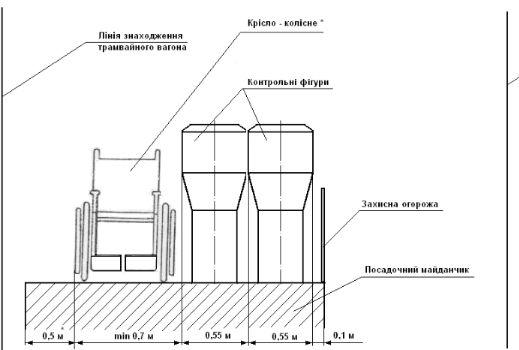 Крісло - колісне *
Лінія знаходження
трамвайного вагона
Контрольні фігури
Захисна огорожа
Посадочний майданчик
0,5 м
min 0,7 м
0,55 м
0,55 м
0,1 м